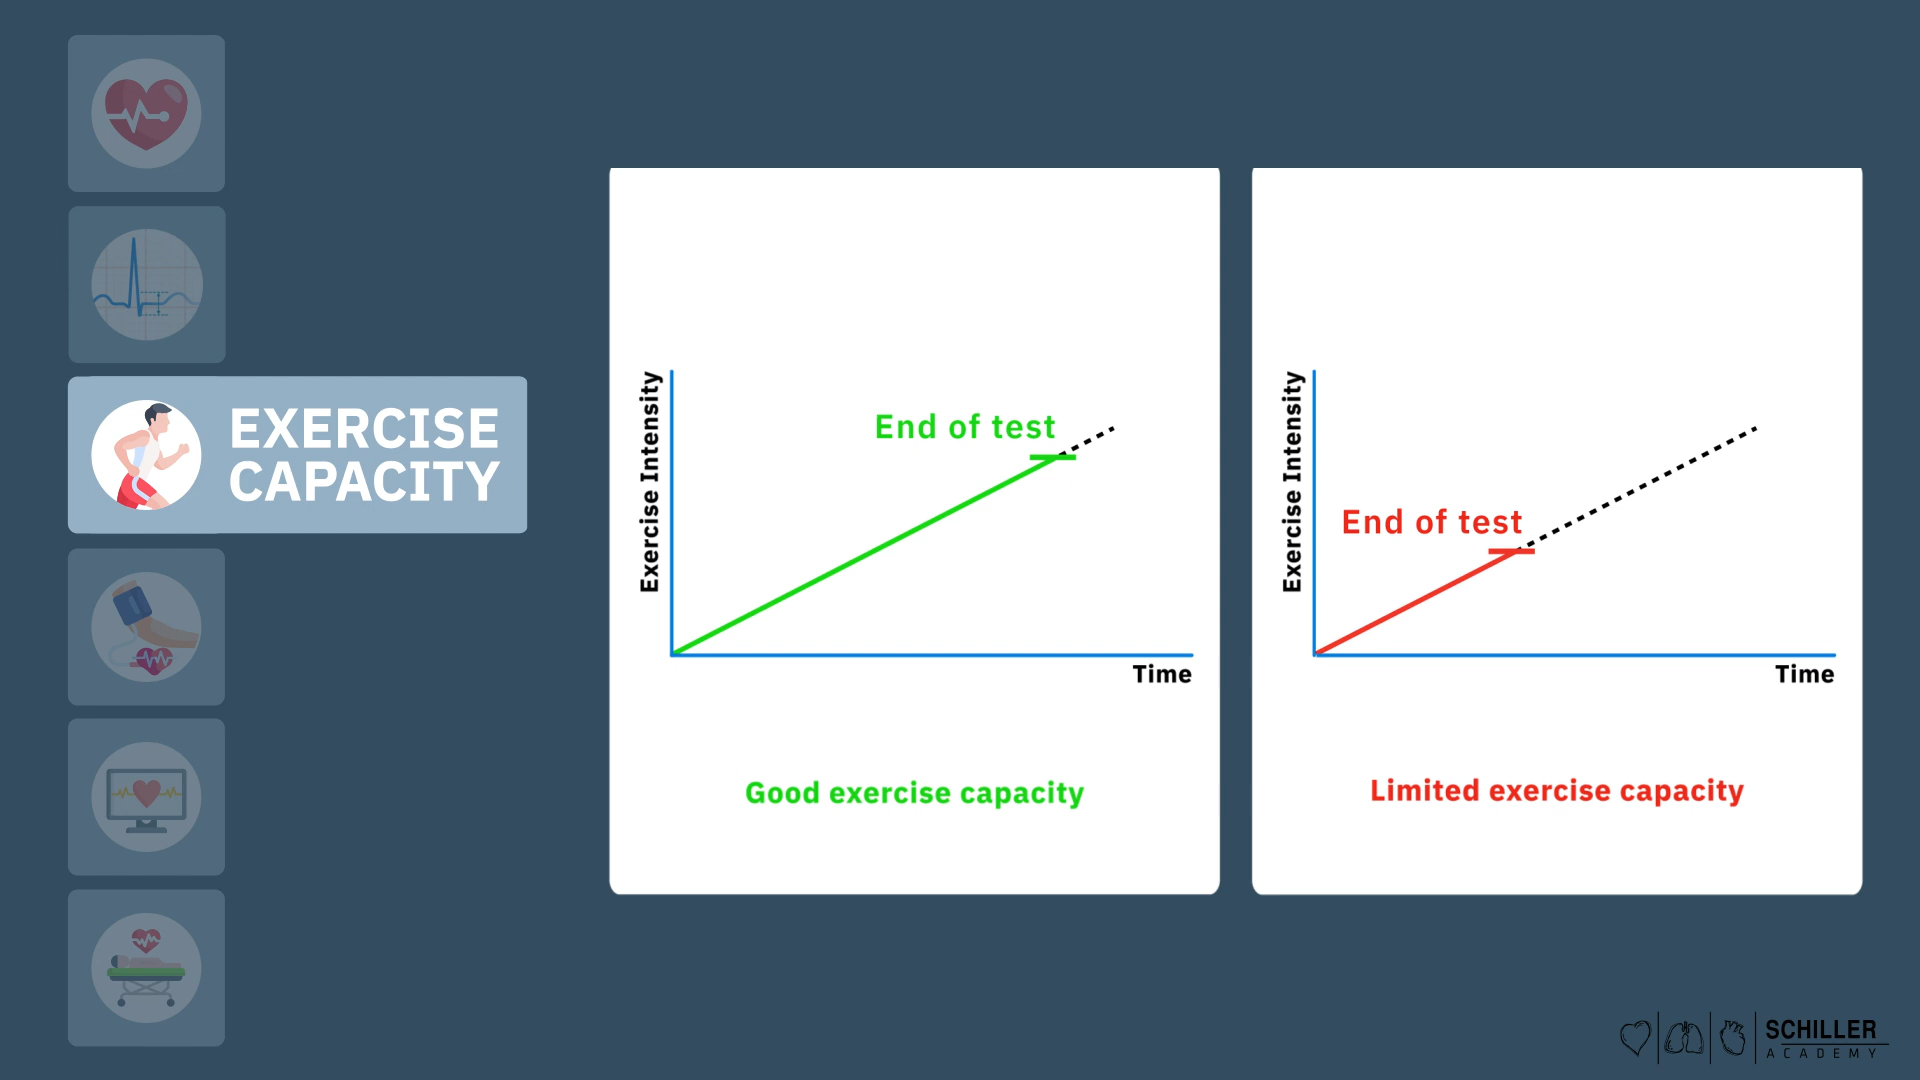 EXERCISE
CAPACITY
Exercise Intensity
End of test
Time
Good exercise capacity
Exercise Intensity
End of test
Time
Limited exercise capacity
SCHILLER
ACADEMY